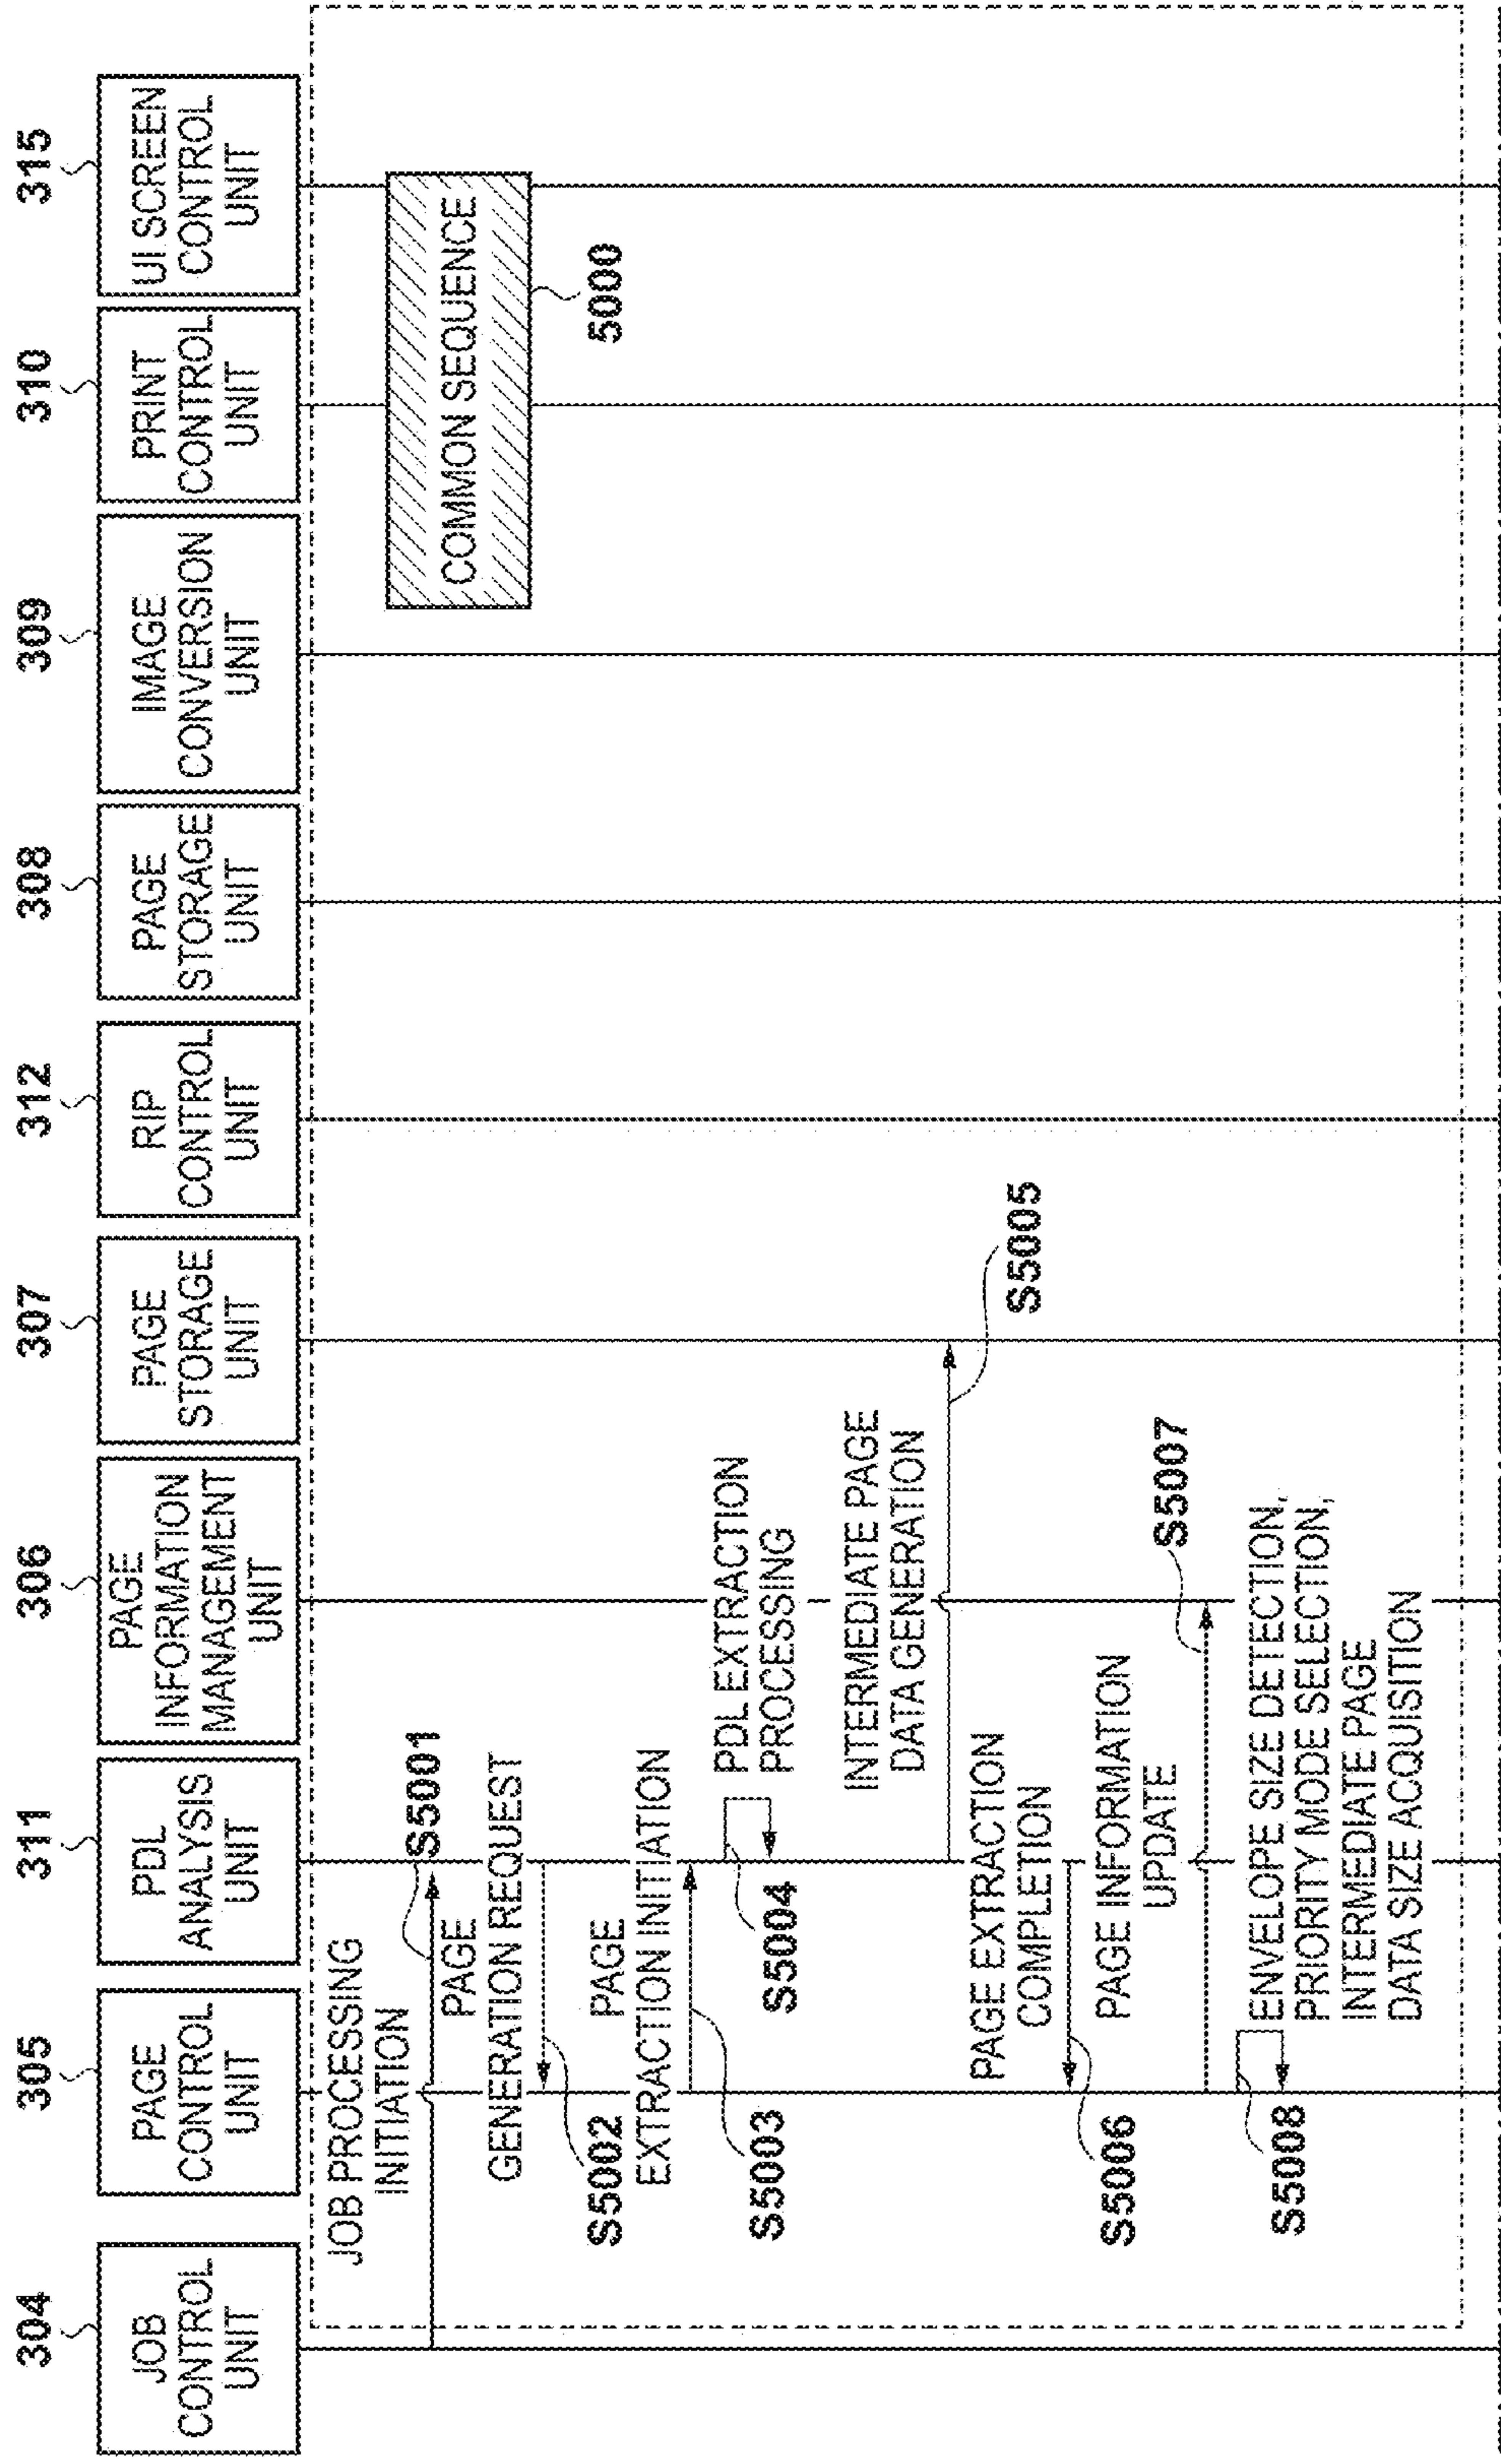 304
JOB
CONTROL
UNIT
305
PAGE
CONTROL
UNIT
311
PDL
ANALYSIS
UNIT
306
PAGE
INFORMATION
MANAGEMENT
UNIT
307
PAGE
STORAGE
UNIT
312
RIP
CONTROL
UNIT
308
PAGE
STORAGE
UNIT
309
IMAGE
CONVERSION
UNIT
310
PRINT
CONTROL
UNIT
315
UI SCREEN
CONTROL
UNIT
JOB PROCESSING
INITIATION
S5001
COMMON SEQUENCE
5000
PAGE
GENERATION REQUEST
S5002
PAGE
EXTRACTION INITIATION
S5003
PDL EXTRACTION
PROCESSING
S5004
INTERMEDIATE PAGE
DATA GENERATION
S5005
PAGE EXTRACTION
COMPLETION
S5006
PAGE INFORMATION
UPDATE
S5007
ENVELOPE SIZE DETECTION,
PRIORITY MODE SELECTION,
INTERMEDIATE PAGE
DATA SIZE ACQUISITION
S5008